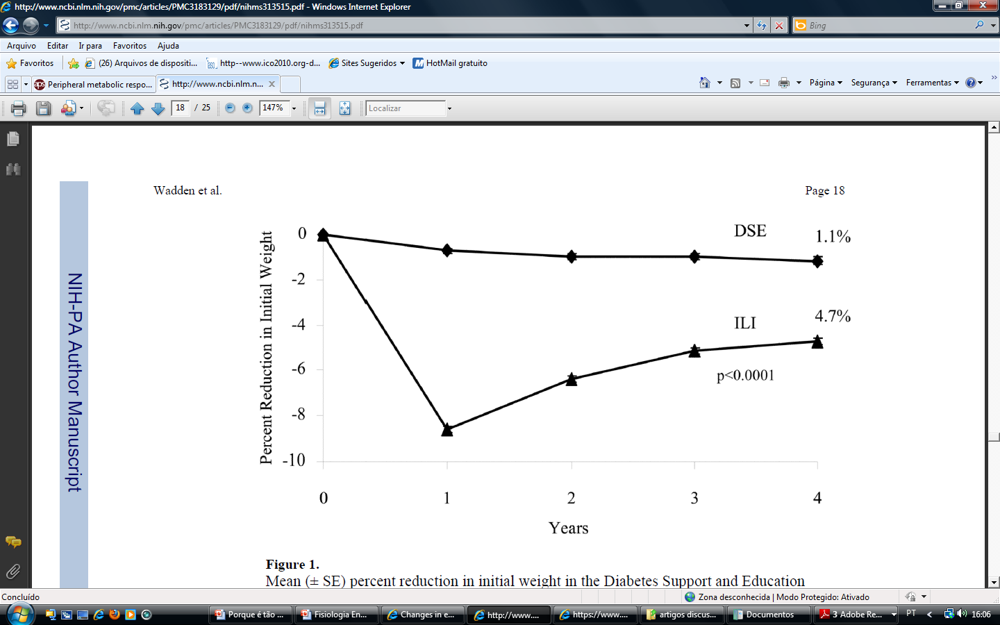 http://www.ncbi.nlm.nih.gov/pmc/articles/PMC3183129/pdf/nihms313515.pdf - Windows Internet Explorer
http://www.ncbi.nlm.nih.gov/pmc/articles/PMC3183129/pdf/nihms313515.pdf
Bing
Arquivo Editar Ir para Favoritos Ajuda
Favoritos (26) Arquivos de dispositi... http--www.ico2010.org-d... Sites Sugeridos HotMail gratuito
Peripheral metabolic respo... http://www.ncbi.nlm.n... Página Segurança Ferramentas
18 / 25 147% Localizar
Wadden et al. Page 18
NIH-PA Author Manuscript
Percent Reduction in Initial Weight
0
-2
-4
-6
-8
-10
DSE 1.1%
ILI 4.7%
p<0.0001
0 1 2 3 4
Years
Figure 1.
Mean (± SE) percent reduction in initial weight in the Diabetes Support and Education
Concluído Zona desconhecida | Modo Protegido: Ativado
Porque é tão ... Fisiologia En... Changes in e... http://www.... https://www.... artigos discus... Documentos 3 Adobe Re... PT 16:06